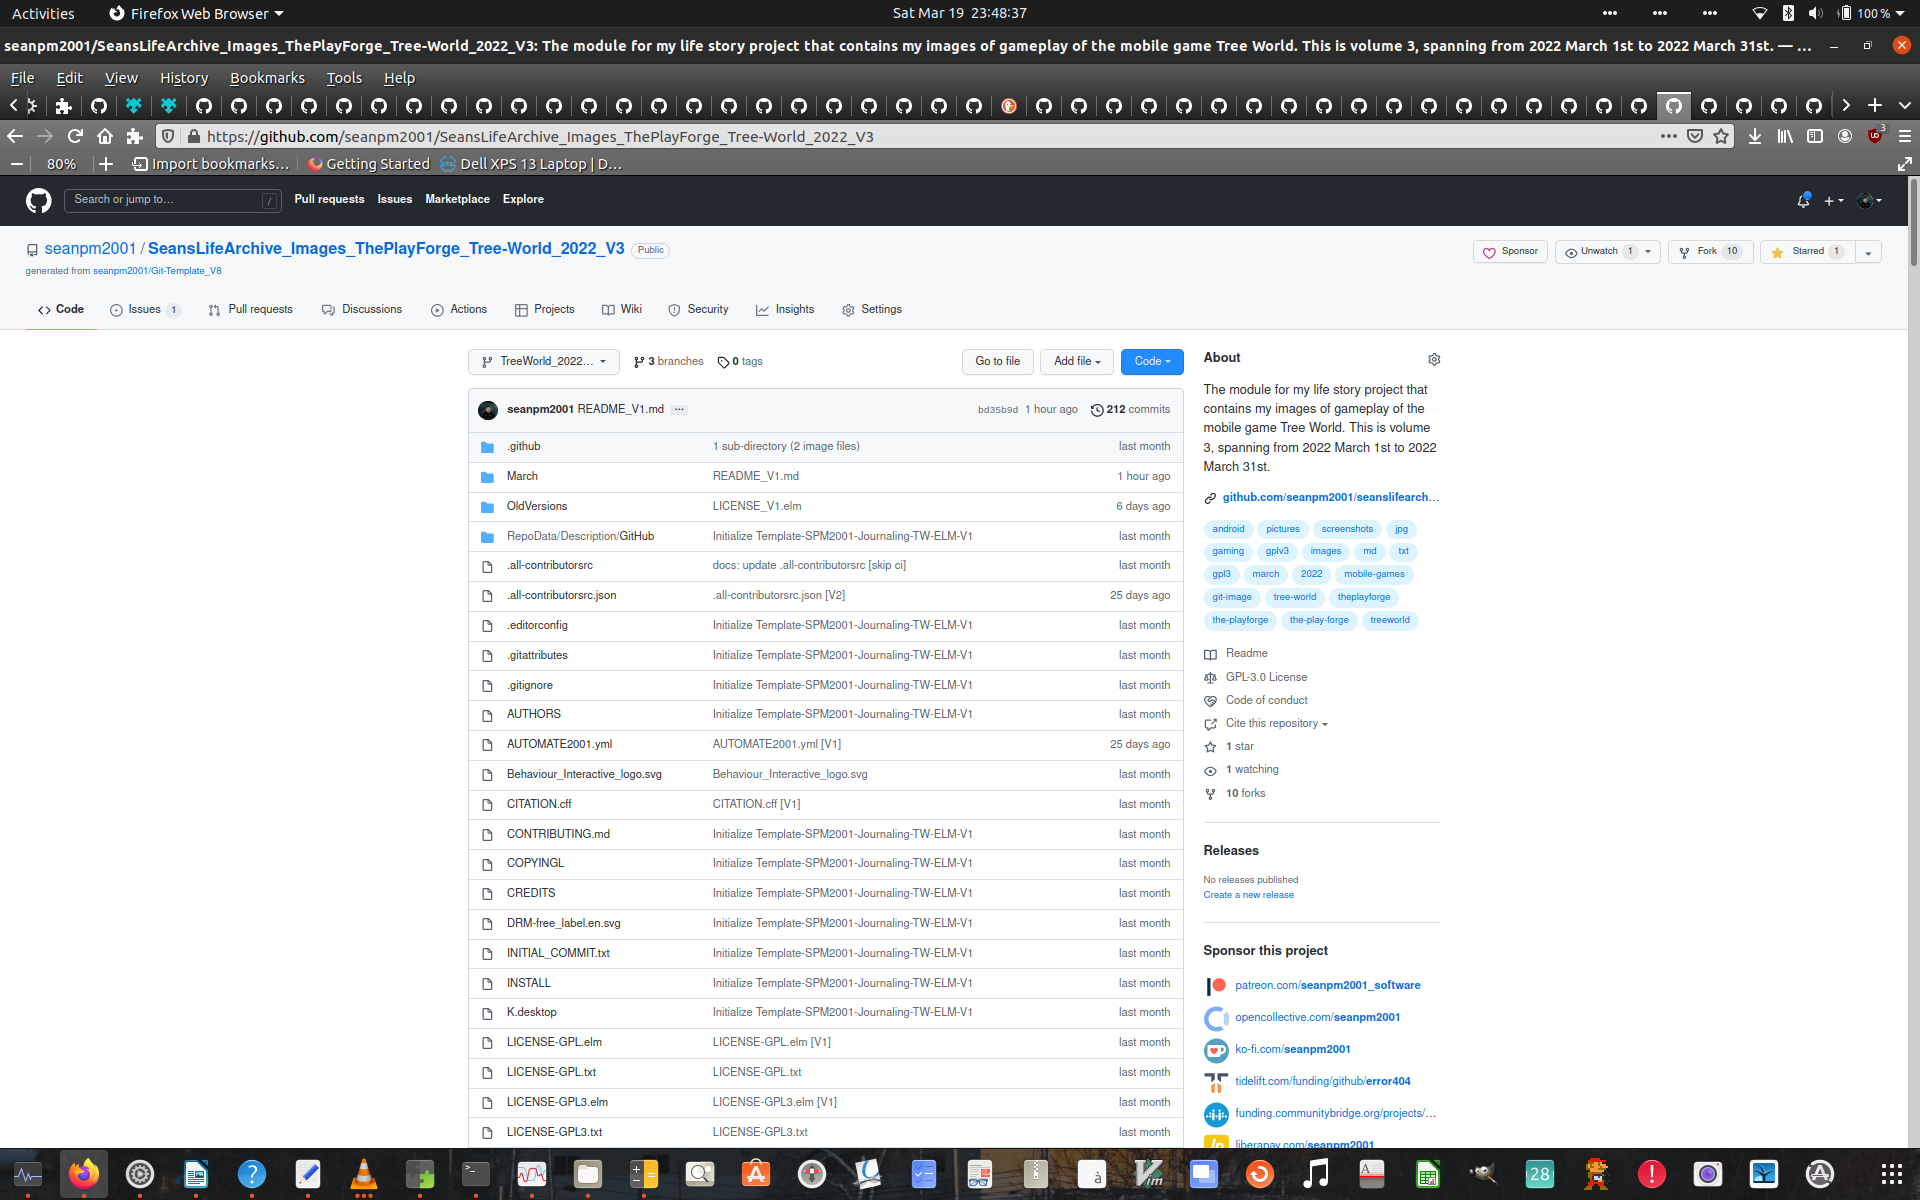 Activities
Firefox Web Browser
Sat Mar 19 23:48:37
100 %
seanpm2001/SeansLifeArchive_Images_ThePlayForge_Tree-World_2022_V3: The module for my life story project that contains my images of gameplay of the mobile game Tree World. This is volume 3, spanning from 2022 March 1st to 2022 March 31st. — ...
File Edit View History Bookmarks Tools Help
https://github.com/seanpm2001/SeansLifeArchive_Images_ThePlayForge_Tree-World_2022_V3
3
80%
Import bookmarks...
Getting Started
Dell XPS 13 Laptop | D...
Search or jump to...
/
Pull requests Issues Marketplace Explore
seanpm2001 / SeansLifeArchive_Images_ThePlayForge_Tree-World_2022_V3 Public
Sponsor
Unwatch 1
Fork 10
Starred 1
generated from seanpm2001/Git-Template_V8
Code
Issues 1
Pull requests
Discussions
Actions
Projects
Wiki
Security
Insights
Settings
TreeWorld_2022...
3 branches
0 tags
Go to file
Add file
Code
seanpm2001 README_V1.md ... bd35b9d 1 hour ago 212 commits
.github 1 sub-directory (2 image files) last month
March README_V1.md 1 hour ago
OldVersions LICENSE_V1.elm 6 days ago
RepoData/Description/GitHub Initialize Template-SPM2001-Journaling-TW-ELM-V1 last month
.all-contributorsrc docs: update .all-contributorsrc [skip ci] last month
.all-contributorsrc.json .all-contributorsrc.json [V2] 25 days ago
.editorconfig Initialize Template-SPM2001-Journaling-TW-ELM-V1 last month
.gitattributes Initialize Template-SPM2001-Journaling-TW-ELM-V1 last month
.gitignore Initialize Template-SPM2001-Journaling-TW-ELM-V1 last month
AUTHORS Initialize Template-SPM2001-Journaling-TW-ELM-V1 last month
AUTOMATE2001.yml AUTOMATE2001.yml [V1] 25 days ago
Behaviour_Interactive_logo.svg Behaviour_Interactive_logo.svg last month
CITATION.cff CITATION.cff [V1] last month
CONTRIBUTING.md Initialize Template-SPM2001-Journaling-TW-ELM-V1 last month
COPYINGL Initialize Template-SPM2001-Journaling-TW-ELM-V1 last month
CREDITS Initialize Template-SPM2001-Journaling-TW-ELM-V1 last month
DRM-free_label.en.svg Initialize Template-SPM2001-Journaling-TW-ELM-V1 last month
INITIAL_COMMIT.txt Initialize Template-SPM2001-Journaling-TW-ELM-V1 last month
INSTALL Initialize Template-SPM2001-Journaling-TW-ELM-V1 last month
K.desktop Initialize Template-SPM2001-Journaling-TW-ELM-V1 last month
LICENSE-GPL.elm LICENSE-GPL.elm [V1] last month
LICENSE-GPL.txt LICENSE-GPL.txt last month
LICENSE-GPL3.elm LICENSE-GPL3.elm [V1] last month
LICENSE-GPL3.txt LICENSE-GPL3.txt last month
About
The module for my life story project that
contains my images of gameplay of the
mobile game Tree World. This is volume
3, spanning from 2022 March 1st to 2022
March 31st.
github.com/seanpm2001/seanslifearch...
android pictures screenshots jpg
gaming gplv3 images md txt
gpl3 march 2022 mobile-games
git-image tree-world theplayforge
the-playforge the-play-forge treeworld
Readme
GPL-3.0 License
Code of conduct
Cite this repository
1 star
1 watching
10 forks
Releases
No releases published
Create a new release
Sponsor this project
patreon.com/seanpm2001_software
opencollective.com/seanpm2001
ko-fi.com/seanpm2001
tidelift.com/funding/github/error404
funding.communitybridge.org/projects/...
liberapay.com/seanpm2001
28